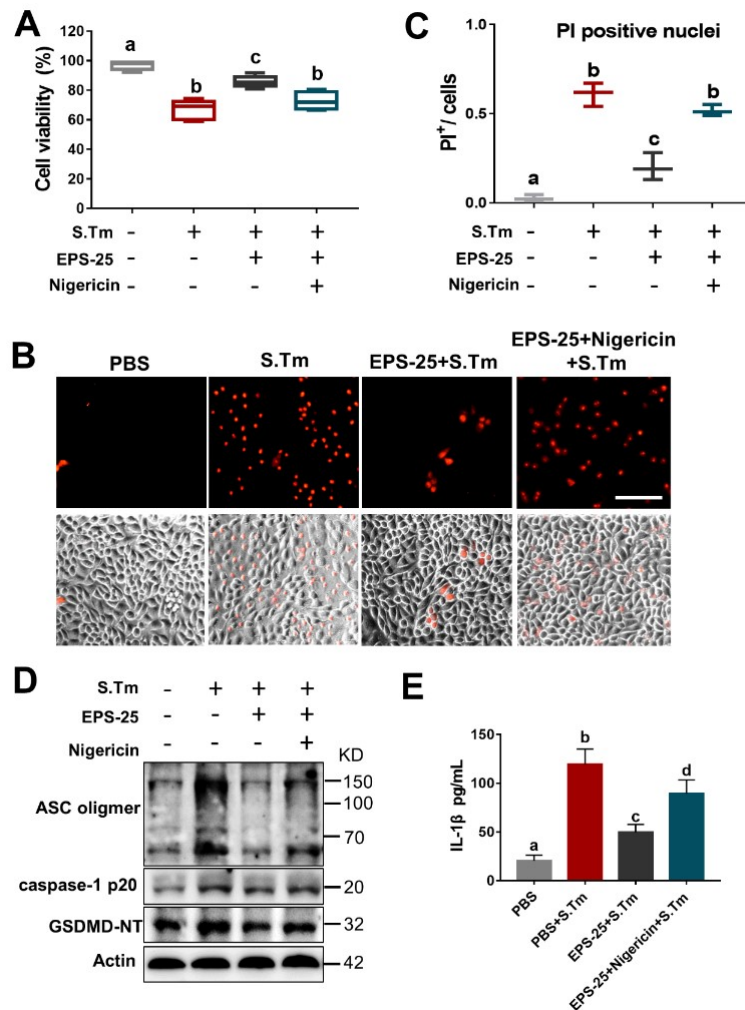 A
Cell viability (%)
120
100
80
60
40
20
0
a
b
c
b
S.Tm - + + +
EPS-25 - - + +
Nigericin - - - +
C
PI positive nuclei
PI+/ cells
1.0
0.5
0.0
a
b
c
b
S.Tm - + + +
EPS-25 - - + +
Nigericin - - - +
B
PBS
S.Tm
EPS-25+S.Tm
EPS-25+Nigericin
+S.Tm
D
S.Tm - + + +
EPS-25 - - + +
Nigericin - - - +
KD
ASC oligmer
150
100
70
caspase-1 p20
20
GSDMD-NT
32
Actin
42
E
IL-1β pg/mL
150
100
50
0
a
b
c
d
PBS
PBS+S.Tm
EPS-25+S.Tm
EPS-25+Nigericin+S.Tm